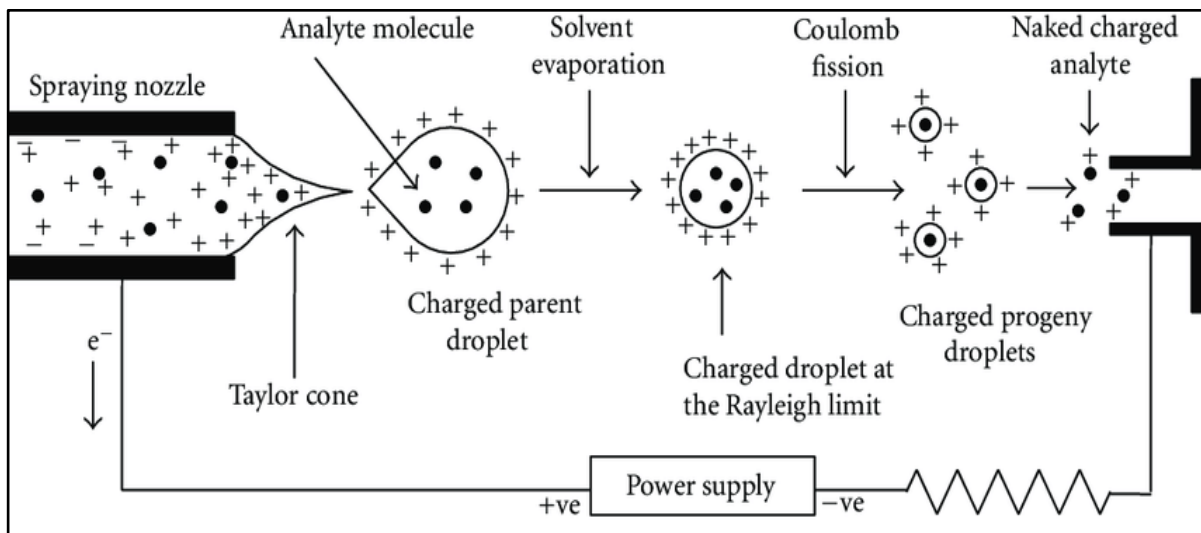 Analyte molecule
Solvent
evaporation
Coulomb
fission
Naked charged
analyte
Spraying nozzle
Charged parent
droplet
Charged progeny
droplets
e⁻
Taylor cone
Charged droplet at
the Rayleigh limit
+ve
Power supply
−ve